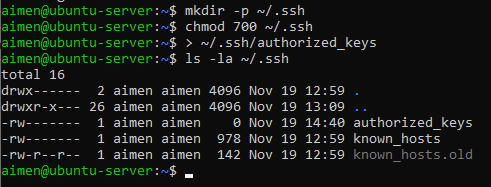 aimen@ubuntu-server:~$ mkdir -p ~/.ssh
aimen@ubuntu-server:~$ chmod 700 ~/.ssh
aimen@ubuntu-server:~$ > ~/.ssh/authorized_keys
aimen@ubuntu-server:~$ ls -la ~/.ssh
total 16
drwx------  2 aimen aimen 4096 Nov 19 12:59 .
drwxr-x--- 26 aimen aimen 4096 Nov 19 13:09 ..
-rw-------  1 aimen aimen    0 Nov 19 14:40 authorized_keys
-rw-------  1 aimen aimen  978 Nov 19 12:59 known_hosts
-rw-r--r--  1 aimen aimen  142 Nov 19 12:59 known_hosts.old
aimen@ubuntu-server:~$